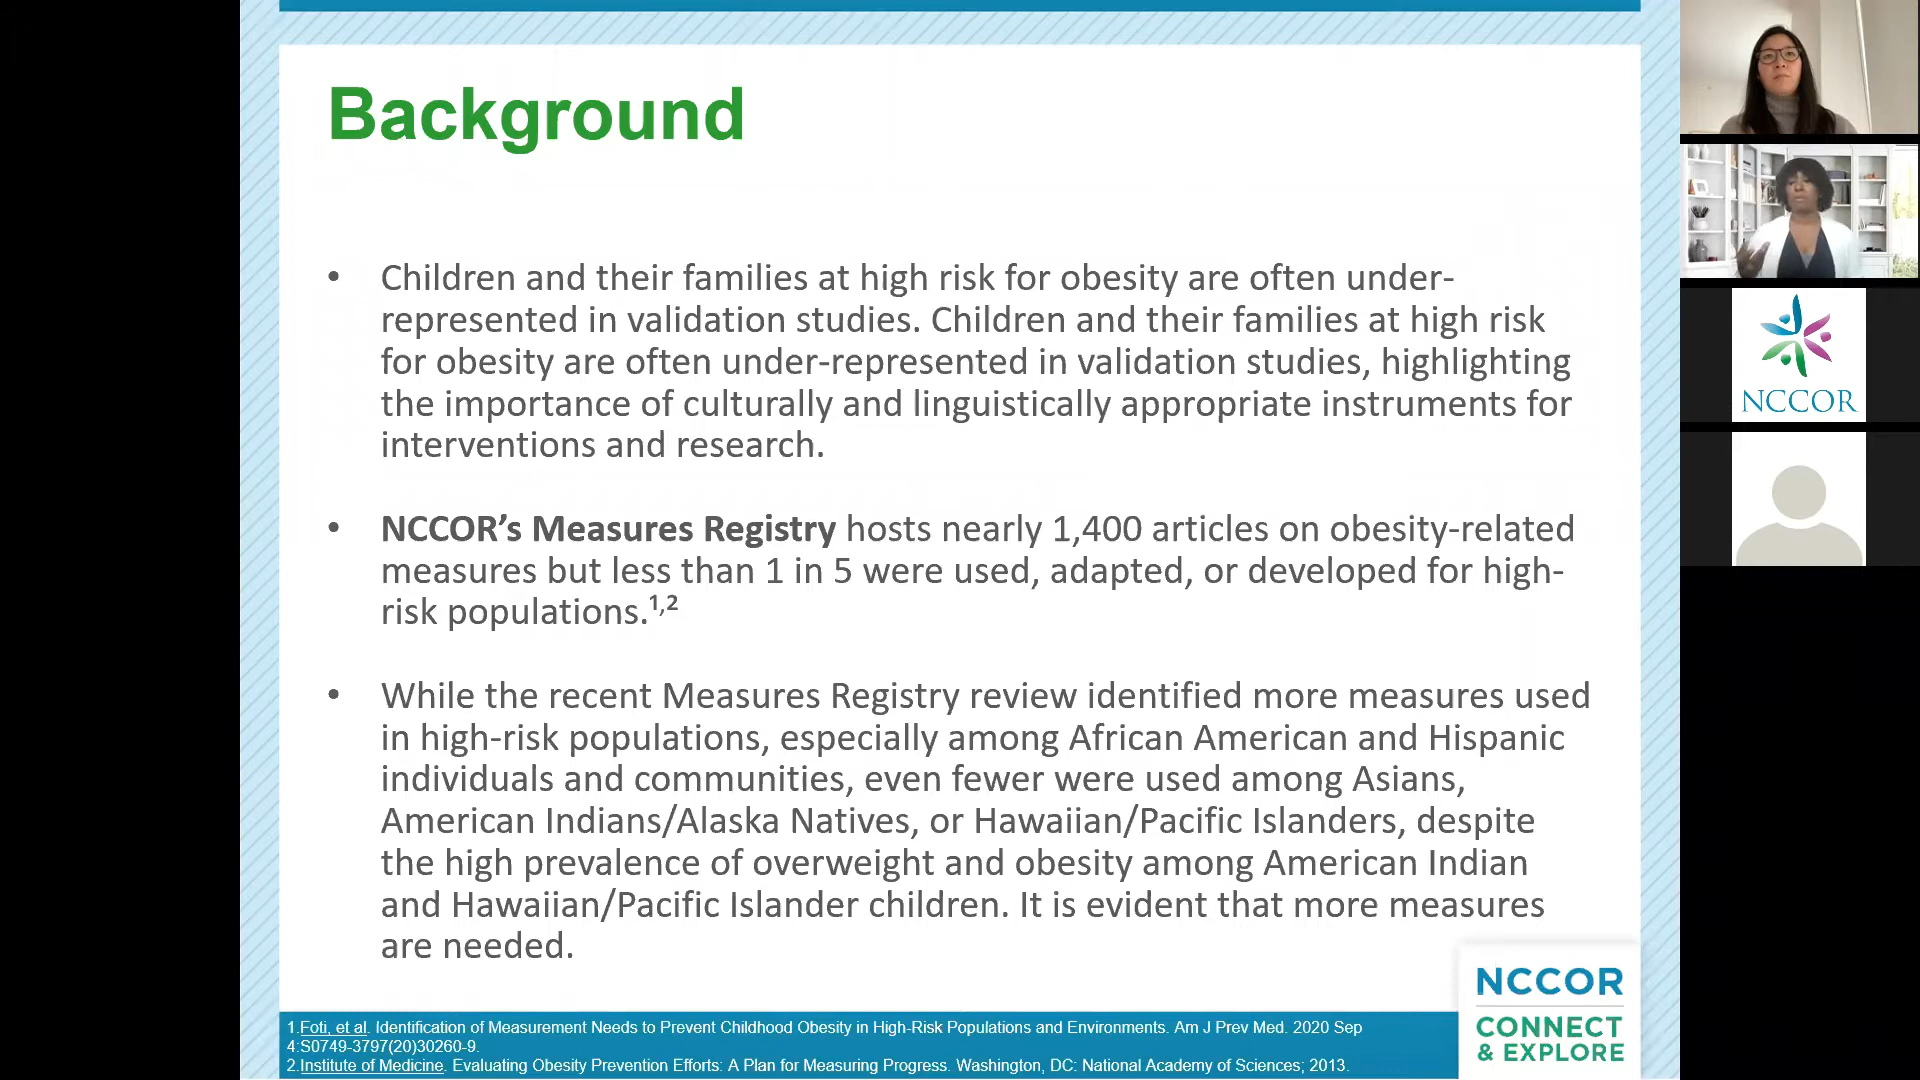 Background
• Children and their families at high risk for obesity are often under-
represented in validation studies. Children and their families at high risk
for obesity are often under-represented in validation studies, highlighting
the importance of culturally and linguistically appropriate instruments for
interventions and research.
• NCCOR’s Measures Registry hosts nearly 1,400 articles on obesity-related
measures but less than 1 in 5 were used, adapted, or developed for high-
risk populations.¹,²
• While the recent Measures Registry review identified more measures used
in high-risk populations, especially among African American and Hispanic
individuals and communities, even fewer were used among Asians,
American Indians/Alaska Natives, or Hawaiian/Pacific Islanders, despite
the high prevalence of overweight and obesity among American Indian
and Hawaiian/Pacific Islander children. It is evident that more measures
are needed.
1.Foti, et al. Identification of Measurement Needs to Prevent Childhood Obesity in High-Risk Populations and Environments. Am J Prev Med. 2020 Sep
4:S0749-3797(20)30260-9.
2.Institute of Medicine. Evaluating Obesity Prevention Efforts: A Plan for Measuring Progress. Washington, DC: National Academy of Sciences; 2013.
NCCOR
CONNECT
& EXPLORE
NCCOR